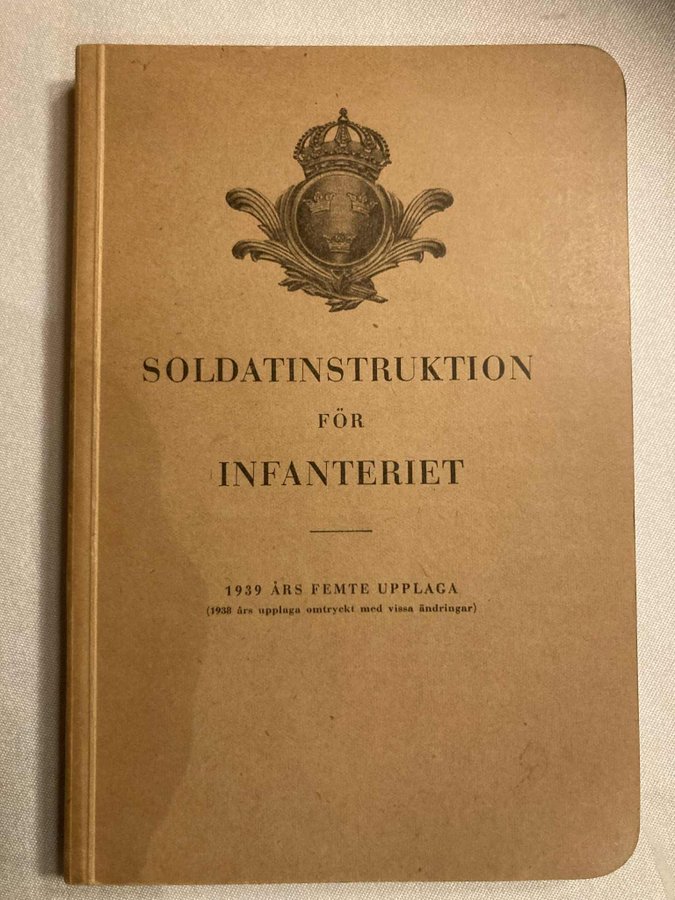 SOLDATINSTRUKTION
FÖR
INFANTERIET
1939 ÅRS FEMTE UPPLAGA
(1938 års upplaga omtryckt med vissa ändringar)